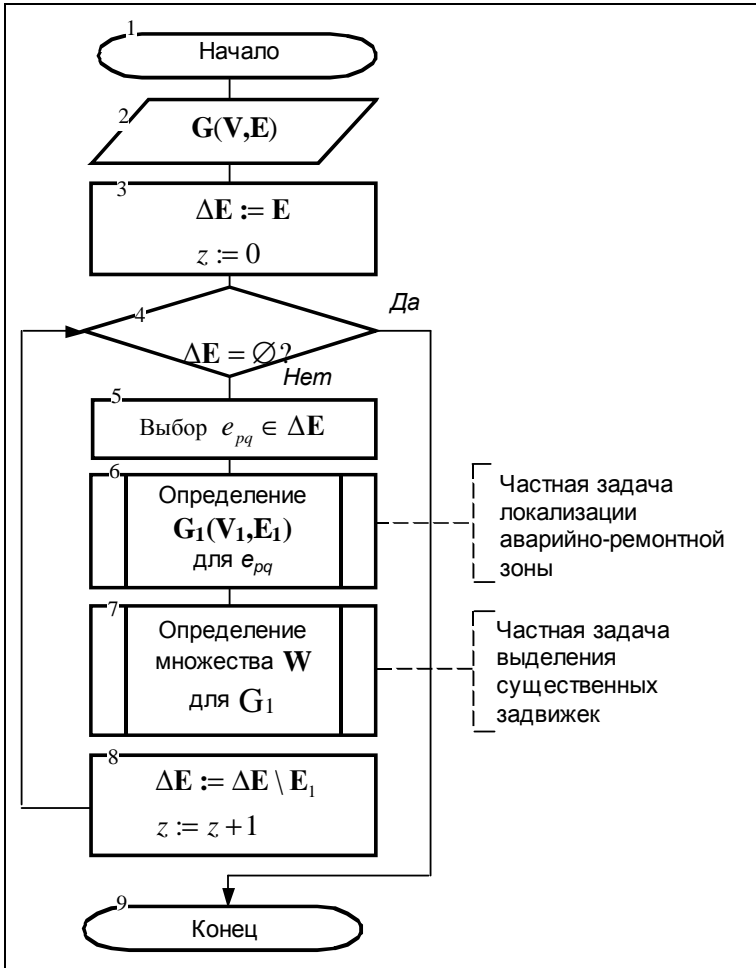 1
Начало
2
G(V,E)
3
ΔE := E
z := 0
4
Да
ΔE = ∅?
Нет
5
Выбор e_pq ∈ ΔE
6
Определение
G₁(V₁,E₁)
для e_pq
Частная задача
локализации
аварийно-ремонтной
зоны
7
Определение
множества W
для G₁
Частная задача
выделения
существенных
задвижек
8
ΔE := ΔE \ E₁
z := z +1
9
Конец